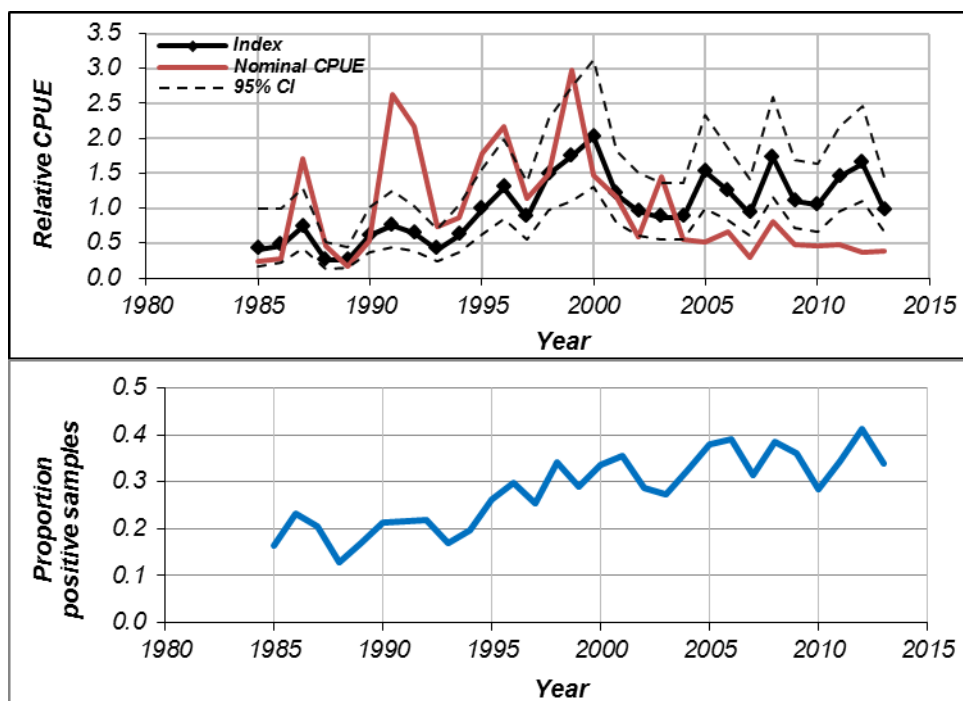 3.5
3.0
2.5
2.0
1.5
1.0
0.5
0.0
Relative CPUE
Index
Nominal CPUE
95% CI
1980 1985 1990 1995 2000 2005 2010 2015
Year
0.5
0.4
0.3
0.2
0.1
0.0
Proportion
positive samples
1980 1985 1990 1995 2000 2005 2010 2015
Year